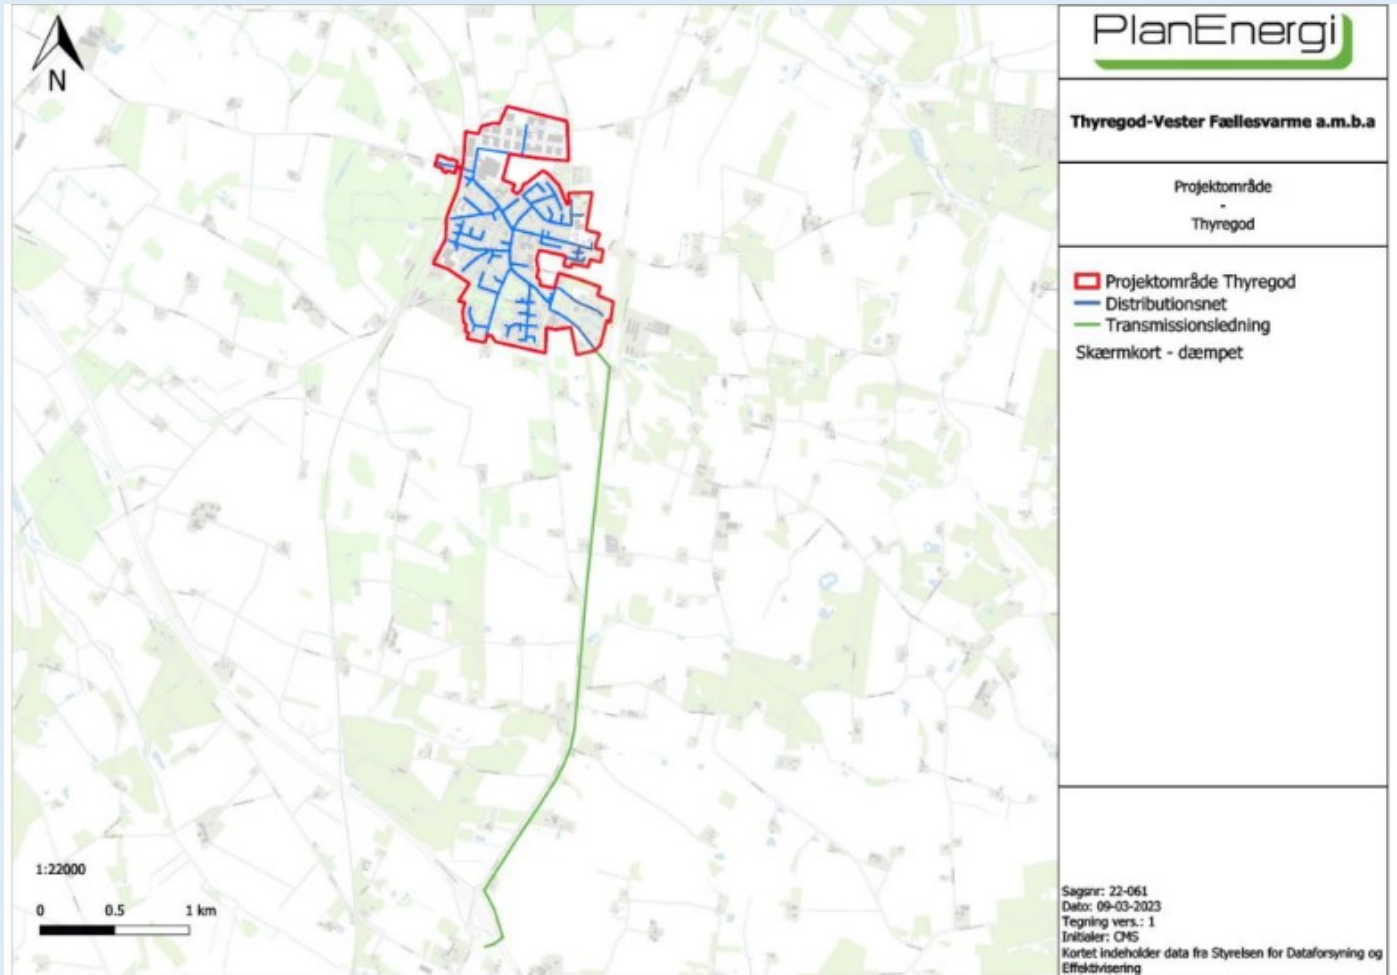 N
PlanEnergi
Thyregod-Vester Fællesvarme a.m.b.a
Projektområde
-
Thyregod
Projektområde Thyregod
Distributionsnet
Transmissionsledning
Skærmkort - dæmpet
1:22000
0 0.5 1 km
Sagsnr: 22-061
Dato: 09-03-2023
Tegning vers.: 1
Initialer: CMS
Kortet indeholder data fra Styrelsen for Dataforsyning og
Effektivisering